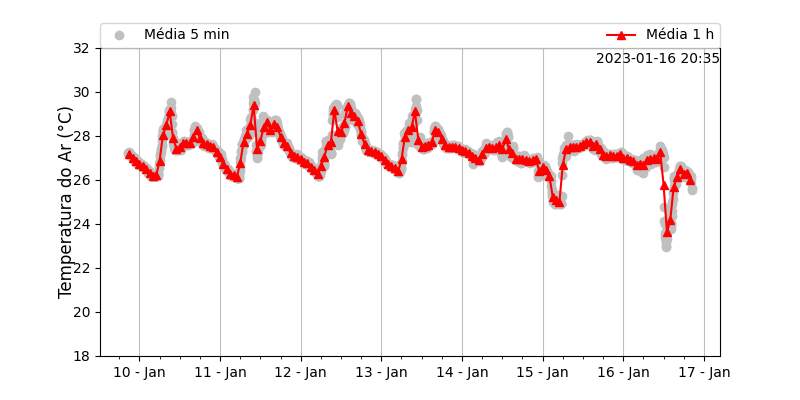 Média 5 min
Média 1 h
2023-01-16 20:35
Temperatura do Ar (°C)
32
30
28
26
24
22
20
18
10 - Jan
11 - Jan
12 - Jan
13 - Jan
14 - Jan
15 - Jan
16 - Jan
17 - Jan